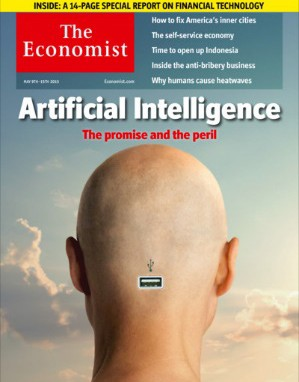 INSIDE: A 14-PAGE SPECIAL REPORT ON FINANCIAL TECHNOLOGY
The
Economist
MAY 9TH–15TH 2015
Economist.com
How to fix America's inner cities
The self-service economy
Time to open up Indonesia
Inside the anti-bribery business
Why humans cause heatwaves
Artificial Intelligence
The promise and the peril